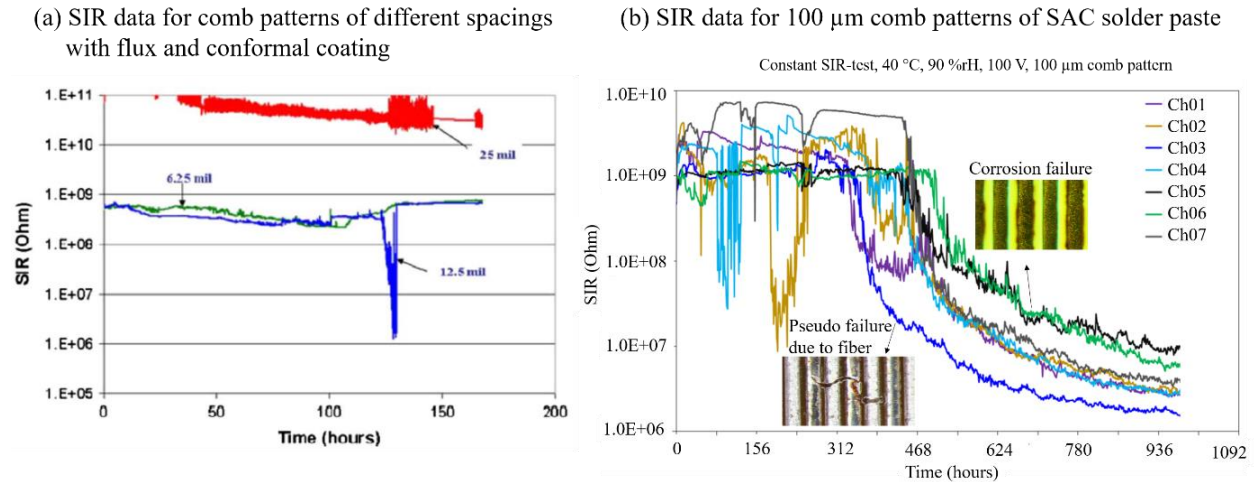 (a) SIR data for comb patterns of different spacings
with flux and conformal coating
1.E+11
1.E+10
1.E+09
1.E+08
1.E+07
1.E+06
1.E+05
SIR (Ohm)
25 mil
6.25 mil
12.5 mil
0
50
100
150
200
Time (hours)
(b) SIR data for 100 µm comb patterns of SAC solder paste
Constant SIR-test, 40 °C, 90 %rH, 100 V, 100 µm comb pattern
1.0E+10
1.0E+09
1.0E+08
1.0E+07
1.0E+06
SIR (Ohm)
Ch01
Ch02
Ch03
Ch04
Ch05
Ch06
Ch07
Corrosion failure
Pseudo failure
due to fiber
0
156
312
468
624
780
936
1092
Time (hours)